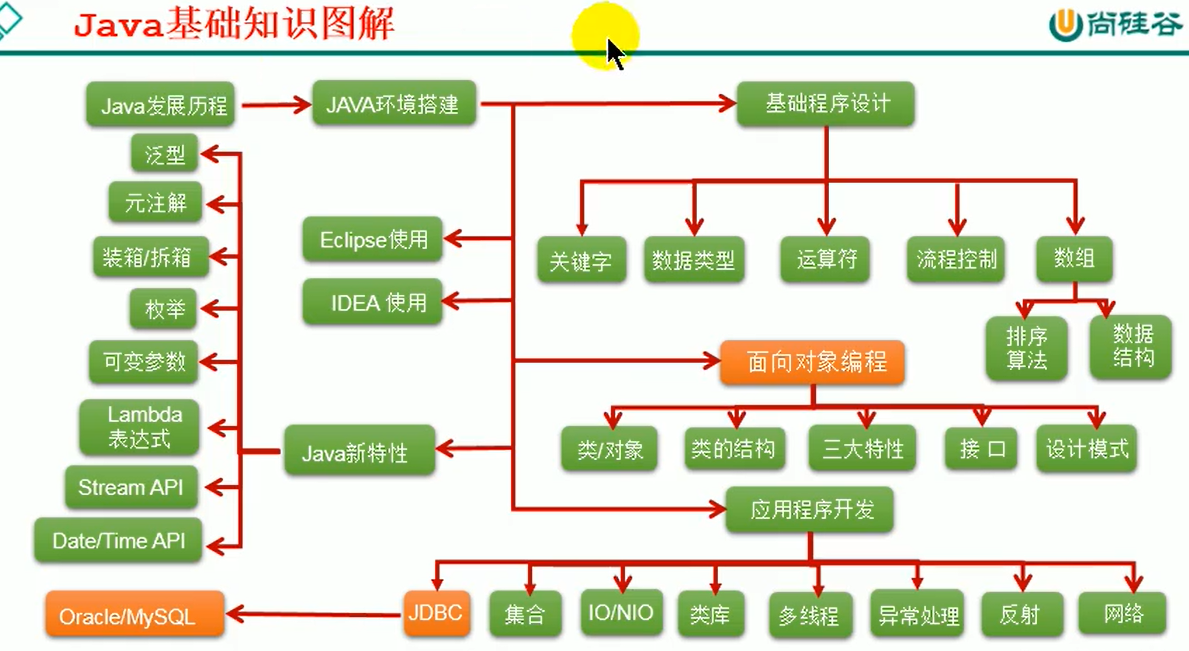 Java基础知识图解
尚硅谷
Java发展历程
JAVA环境搭建
基础程序设计
泛型
元注解
装箱/拆箱
枚举
可变参数
Lambda
表达式
Stream API
Date/Time API
Eclipse使用
IDEA 使用
Java新特性
关键字
数据类型
运算符
流程控制
数组
排序
算法
数据
结构
面向对象编程
类/对象
类的结构
三大特性
接 口
设计模式
应用程序开发
Oracle/MySQL
JDBC
集合
IO/NIO
类库
多线程
异常处理
反射
网络